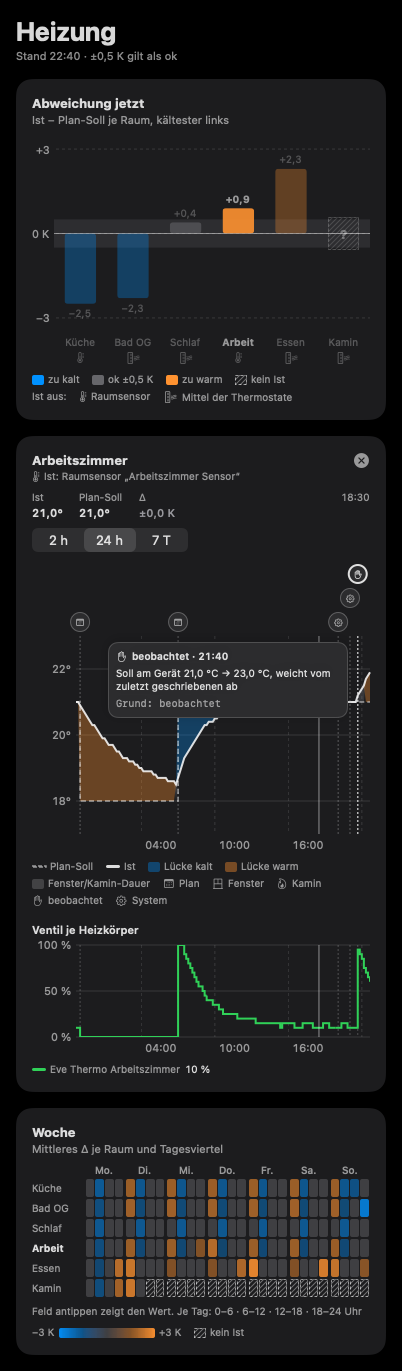 Heizung
Stand 22:40 · ±0,5 K gilt als ok
Abweichung jetzt
Ist – Plan-Soll je Raum, kältester links
+3
+2,3
+0,9
+0,4
0 K
?
−2,5
−2,3
−3
Küche Bad OG Schlaf Arbeit Essen Kamin
zu kalt ok ±0,5 K zu warm kein Ist
Ist aus: Raumsensor Mittel der Thermostate
Arbeitszimmer
Ist: Raumsensor „Arbeitszimmer Sensor“
Ist Plan-Soll Δ 18:30
21,0° 21,0° ±0,0 K
2 h 24 h 7 T
beobachtet · 21:40
Soll am Gerät 21,0 °C → 23,0 °C, weicht vom
zuletzt geschriebenen ab
Grund: beobachtet
22°
20°
18°
04:00 10:00 16:00
Plan-Soll Ist Lücke kalt Lücke warm
Fenster/Kamin-Dauer Plan Fenster Kamin
beobachtet System
Ventil je Heizkörper
100 %
50 %
0 %
04:00 10:00 16:00
Eve Thermo Arbeitszimmer 10 %
Woche
Mittleres Δ je Raum und Tagesviertel
Mo. Di. Mi. Do. Fr. Sa. So.
Küche
Bad OG
Schlaf
Arbeit
Essen
Kamin
Feld antippen zeigt den Wert. Je Tag: 0–6 · 6–12 · 12–18 · 18–24 Uhr
−3 K +3 K kein Ist